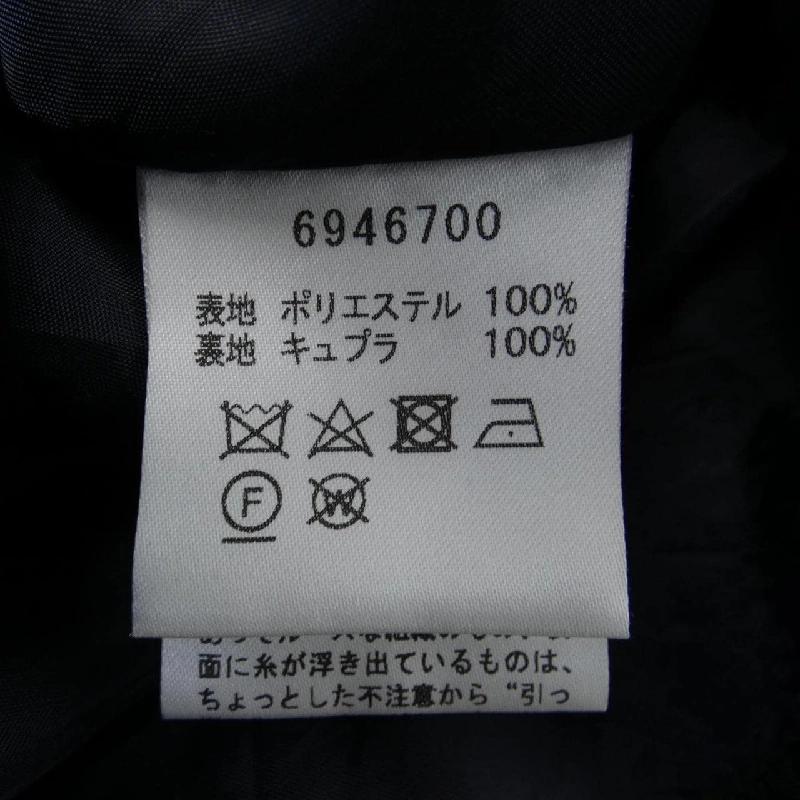 6946700
表地 ポリエステル 100%
裏地 キュプラ 100%
F
W
面に糸が浮き出ているものは、
ちょっとした不注意から“引っ